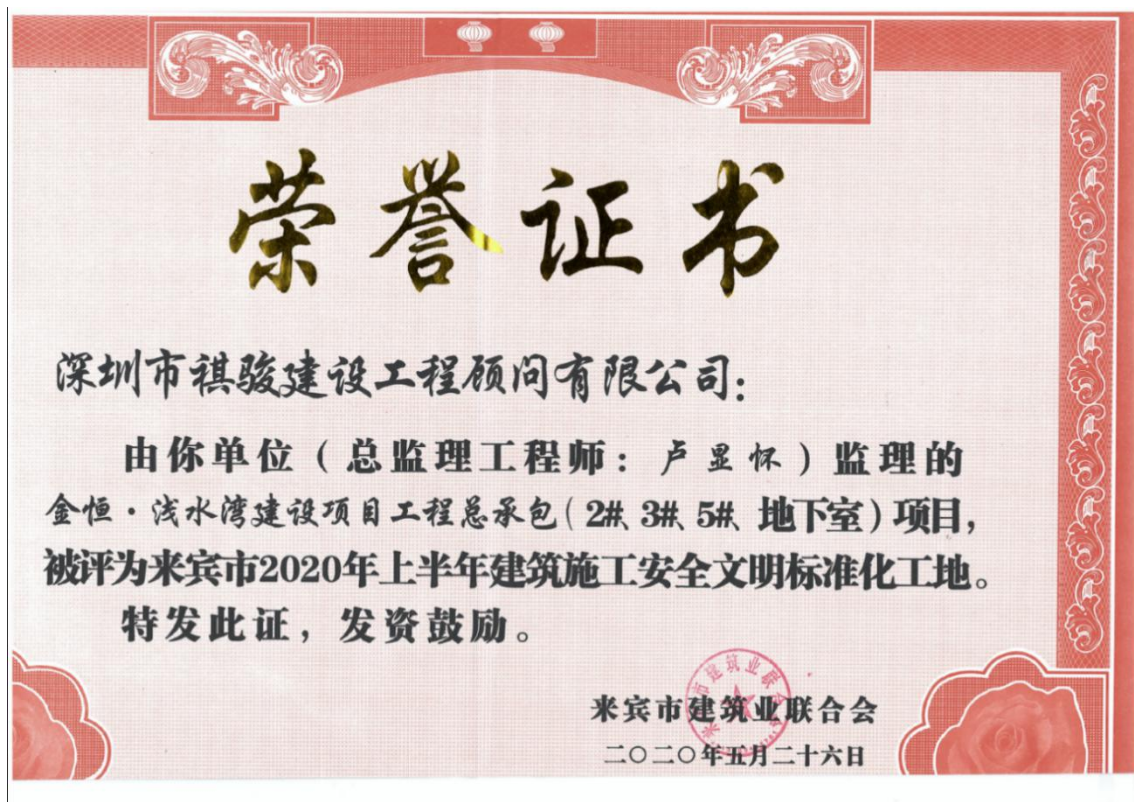 荣誉证书
深圳市祺骏建设工程顾问有限公司：
由你单位（总监理工程师：卢显怀）监理的
金恒·浅水湾建设项目工程总承包（2#、3#、5#、地下室）项目，
被评为来宾市2020年上半年建筑施工安全文明标准化工地。
特发此证，发资鼓励。
来宾市建筑业联合会
二〇二〇年五月二十六日